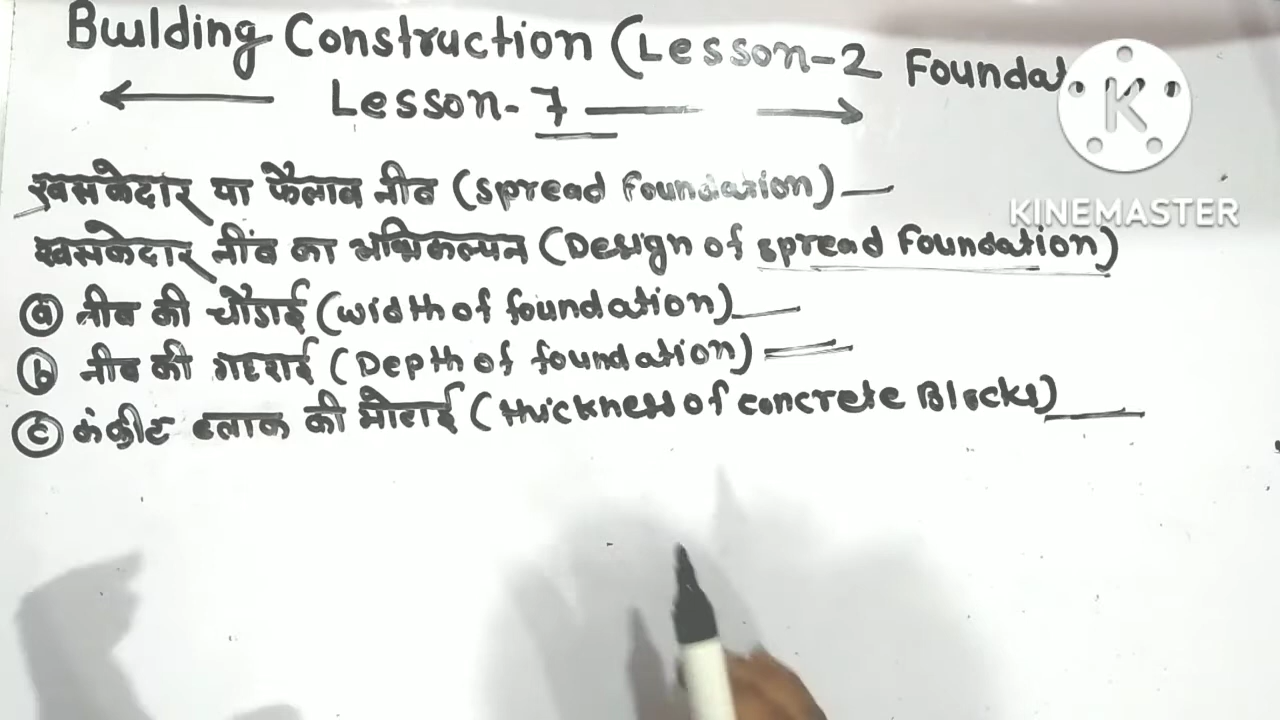 Building Construction (Lesson-2 Foundat
Lesson-7
खसकेदार या फैलाव नीव (Spread Foundation)
खसकेदार नींव का अभिकल्पन (Design of Spread Foundation)
(a) नीव की चौडाई (width of foundation)
(b) नीव की गहराई (Depth of foundation)
(c) कंक्रीट ब्लाक की मोटाई (thickness of concrete Blocks)
K
KINEMASTER